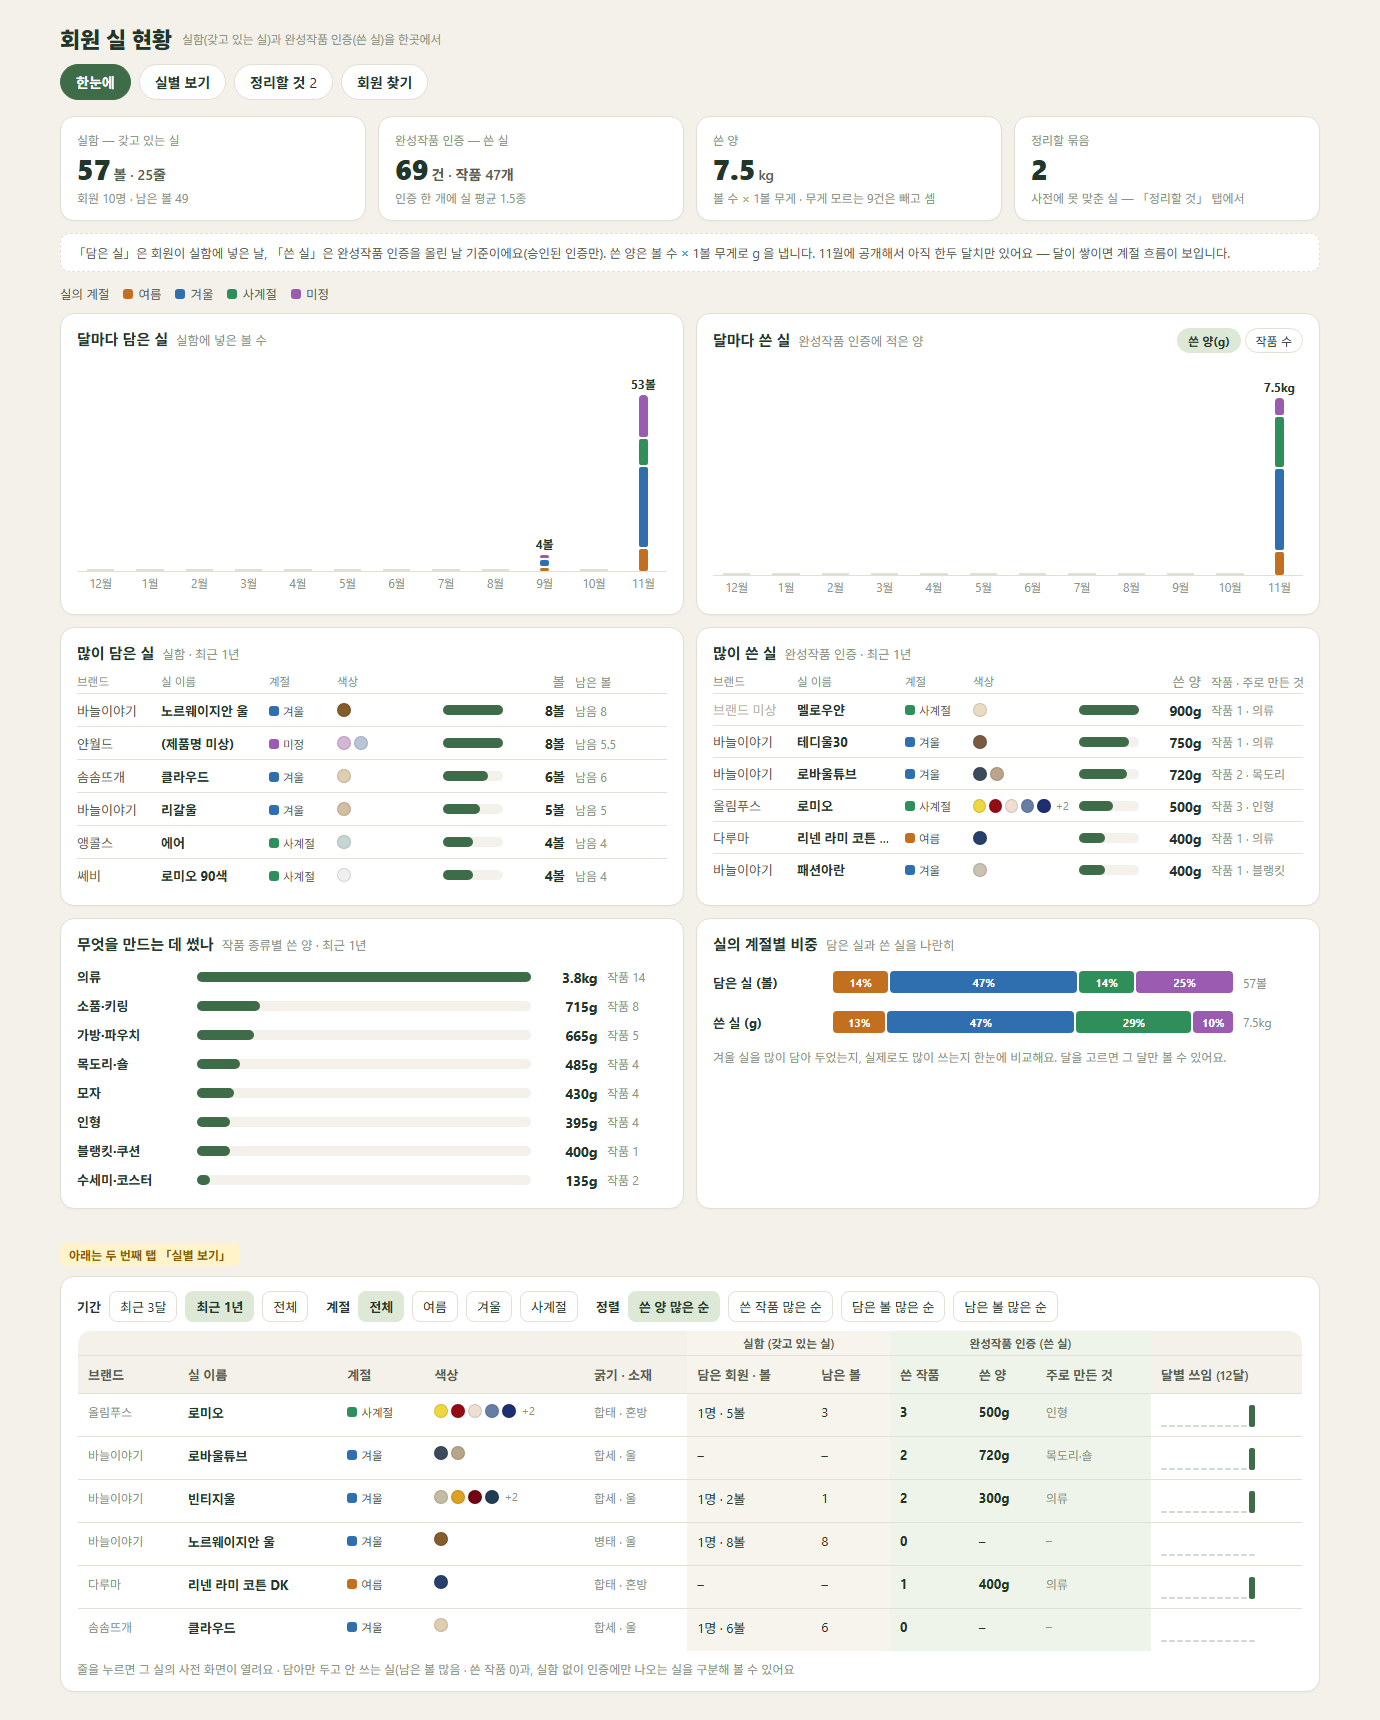 회원 실 현황 실함(갖고 있는 실)과 완성작품 인증(쓴 실)을 한곳에서
한눈에 실별 보기 정리할 것 2 회원 찾기
실함 — 갖고 있는 실
57 볼 · 25줄
회원 10명 · 남은 볼 49
완성작품 인증 — 쓴 실
69 건 · 작품 47개
인증 한 개에 실 평균 1.5종
쓴 양
7.5 kg
볼 수 × 1볼 무게 · 무게 모르는 9건은 빼고 셈
정리할 묶음
2
사전에 못 맞춘 실 — 「정리할 것」 탭에서
「담은 실」은 회원이 실함에 넣은 날, 「쓴 실」은 완성작품 인증을 올린 날 기준이에요(승인된 인증만). 쓴 양은 볼 수 × 1볼 무게로 g 을 냅니다. 11월에 공개해서 아직 한두 달치만 있어요 — 달이 쌓이면 계절 흐름이 보입니다.
실의 계절 여름 겨울 사계절 미정
달마다 담은 실 실함에 넣은 볼 수
53볼
4볼
12월 1월 2월 3월 4월 5월 6월 7월 8월 9월 10월 11월
달마다 쓴 실 완성작품 인증에 적은 양
쓴 양(g) 작품 수
7.5kg
12월 1월 2월 3월 4월 5월 6월 7월 8월 9월 10월 11월
많이 담은 실 실함 · 최근 1년
브랜드 실 이름 계절 색상 볼 남은 볼
바늘이야기 노르웨이지안 울 겨울 8볼 남음 8
얀월드 (제품명 미상) 미정 8볼 남음 5.5
솜솜뜨개 클라우드 겨울 6볼 남음 6
바늘이야기 리갈울 겨울 5볼 남음 5
앵콜스 에어 사계절 4볼 남음 4
쎄비 로미오 90색 사계절 4볼 남음 4
많이 쓴 실 완성작품 인증 · 최근 1년
브랜드 실 이름 계절 색상 쓴 양 작품 · 주로 만든 것
브랜드 미상 멜로우얀 사계절 900g 작품 1 · 의류
바늘이야기 테디울30 겨울 750g 작품 1 · 의류
바늘이야기 로바울튜브 겨울 720g 작품 2 · 목도리
올림푸스 로미오 사계절 +2 500g 작품 3 · 인형
다루마 리넨 라미 코튼 ... 여름 400g 작품 1 · 의류
바늘이야기 패션아란 겨울 400g 작품 1 · 블랭킷
무엇을 만드는 데 썼나 작품 종류별 쓴 양 · 최근 1년
의류 3.8kg 작품 14
소품·키링 715g 작품 8
가방·파우치 665g 작품 5
목도리·숄 485g 작품 4
모자 430g 작품 4
인형 395g 작품 4
블랭킷·쿠션 400g 작품 1
수세미·코스터 135g 작품 2
실의 계절별 비중 담은 실과 쓴 실을 나란히
담은 실 (볼) 14% 47% 14% 25% 57볼
쓴 실 (g) 13% 47% 29% 10% 7.5kg
겨울 실을 많이 담아 두었는지, 실제로도 많이 쓰는지 한눈에 비교해요. 달을 고르면 그 달만 볼 수 있어요.
아래는 두 번째 탭 「실별 보기」
기간 최근 3달 최근 1년 전체 계절 전체 여름 겨울 사계절 정렬 쓴 양 많은 순 쓴 작품 많은 순 담은 볼 많은 순 남은 볼 많은 순
실함 (갖고 있는 실) 완성작품 인증 (쓴 실)
브랜드 실 이름 계절 색상 굵기 · 소재 담은 회원 · 볼 남은 볼 쓴 작품 쓴 양 주로 만든 것 달별 쓰임 (12달)
올림푸스 로미오 사계절 +2 합태 · 혼방 1명 · 5볼 3 3 500g 인형
바늘이야기 로바울튜브 겨울 합세 · 울 – – 2 720g 목도리·숄
바늘이야기 빈티지울 겨울 +2 합세 · 울 1명 · 2볼 1 2 300g 의류
바늘이야기 노르웨이지안 울 겨울 병태 · 울 1명 · 8볼 8 0 – –
다루마 리넨 라미 코튼 DK 여름 합태 · 혼방 – – 1 400g 의류
솜솜뜨개 클라우드 겨울 합세 · 울 1명 · 6볼 6 0 – –
줄을 누르면 그 실의 사전 화면이 열려요 · 담아만 두고 안 쓰는 실(남은 볼 많음 · 쓴 작품 0)과, 실함 없이 인증에만 나오는 실을 구분해 볼 수 있어요